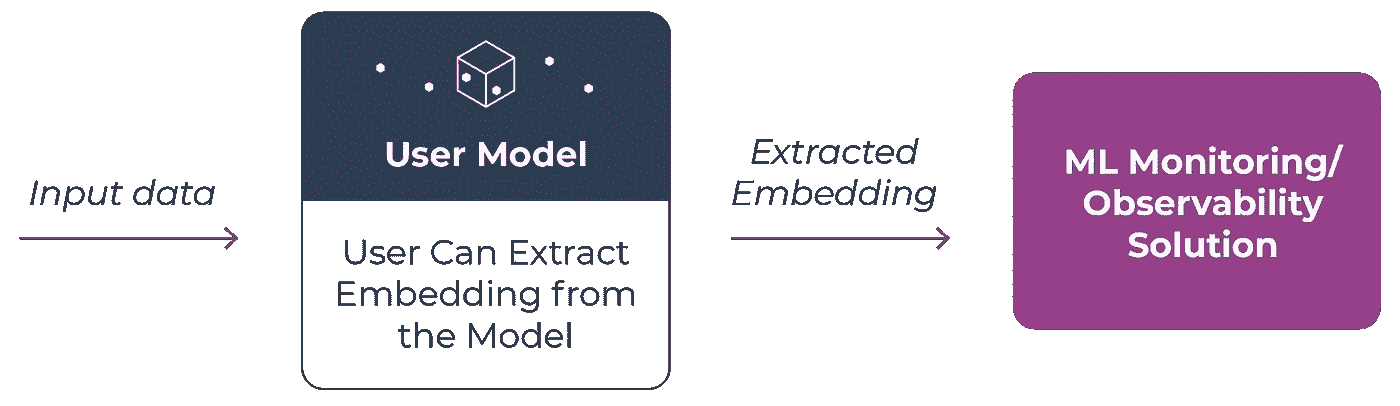 Input data
User Model
User Can Extract
Embedding from
the Model
Extracted
Embedding
ML Monitoring/
Observability
Solution